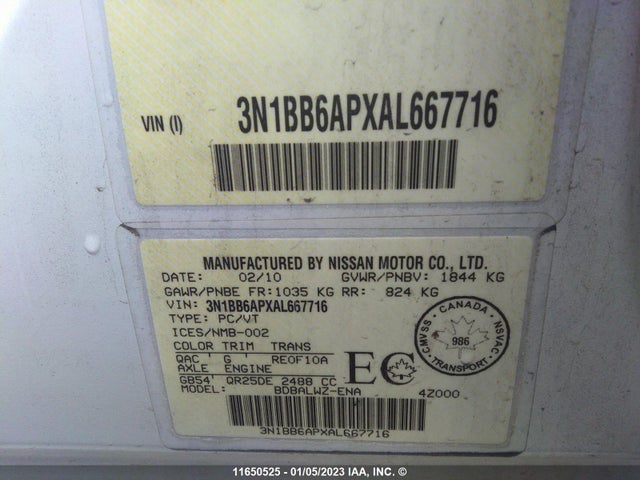 VIN (I) 3N1BB6APXAL667716
MANUFACTURED BY NISSAN MOTOR CO., LTD.
DATE: 02/10 GVWR/PNBV: 1844 KG
GAWR/PNBE FR:1035 KG RR: 824 KG
VIN: 3N1BB6APXAL667716
TYPE: PC/VT
ICES/NMB-002
COLOR TRIM TRANS
QAC G RE0F10A
AXLE ENGINE
GB54 QR25DE 2488 CC
MODEL: BDBALWZ-ENA 4Z000
EC
CANADA
CMVSS 986 NSVAC
TRANSPORT
3N1BB6APXAL667716
11650525 - 01/05/2023 IAA, INC. ©